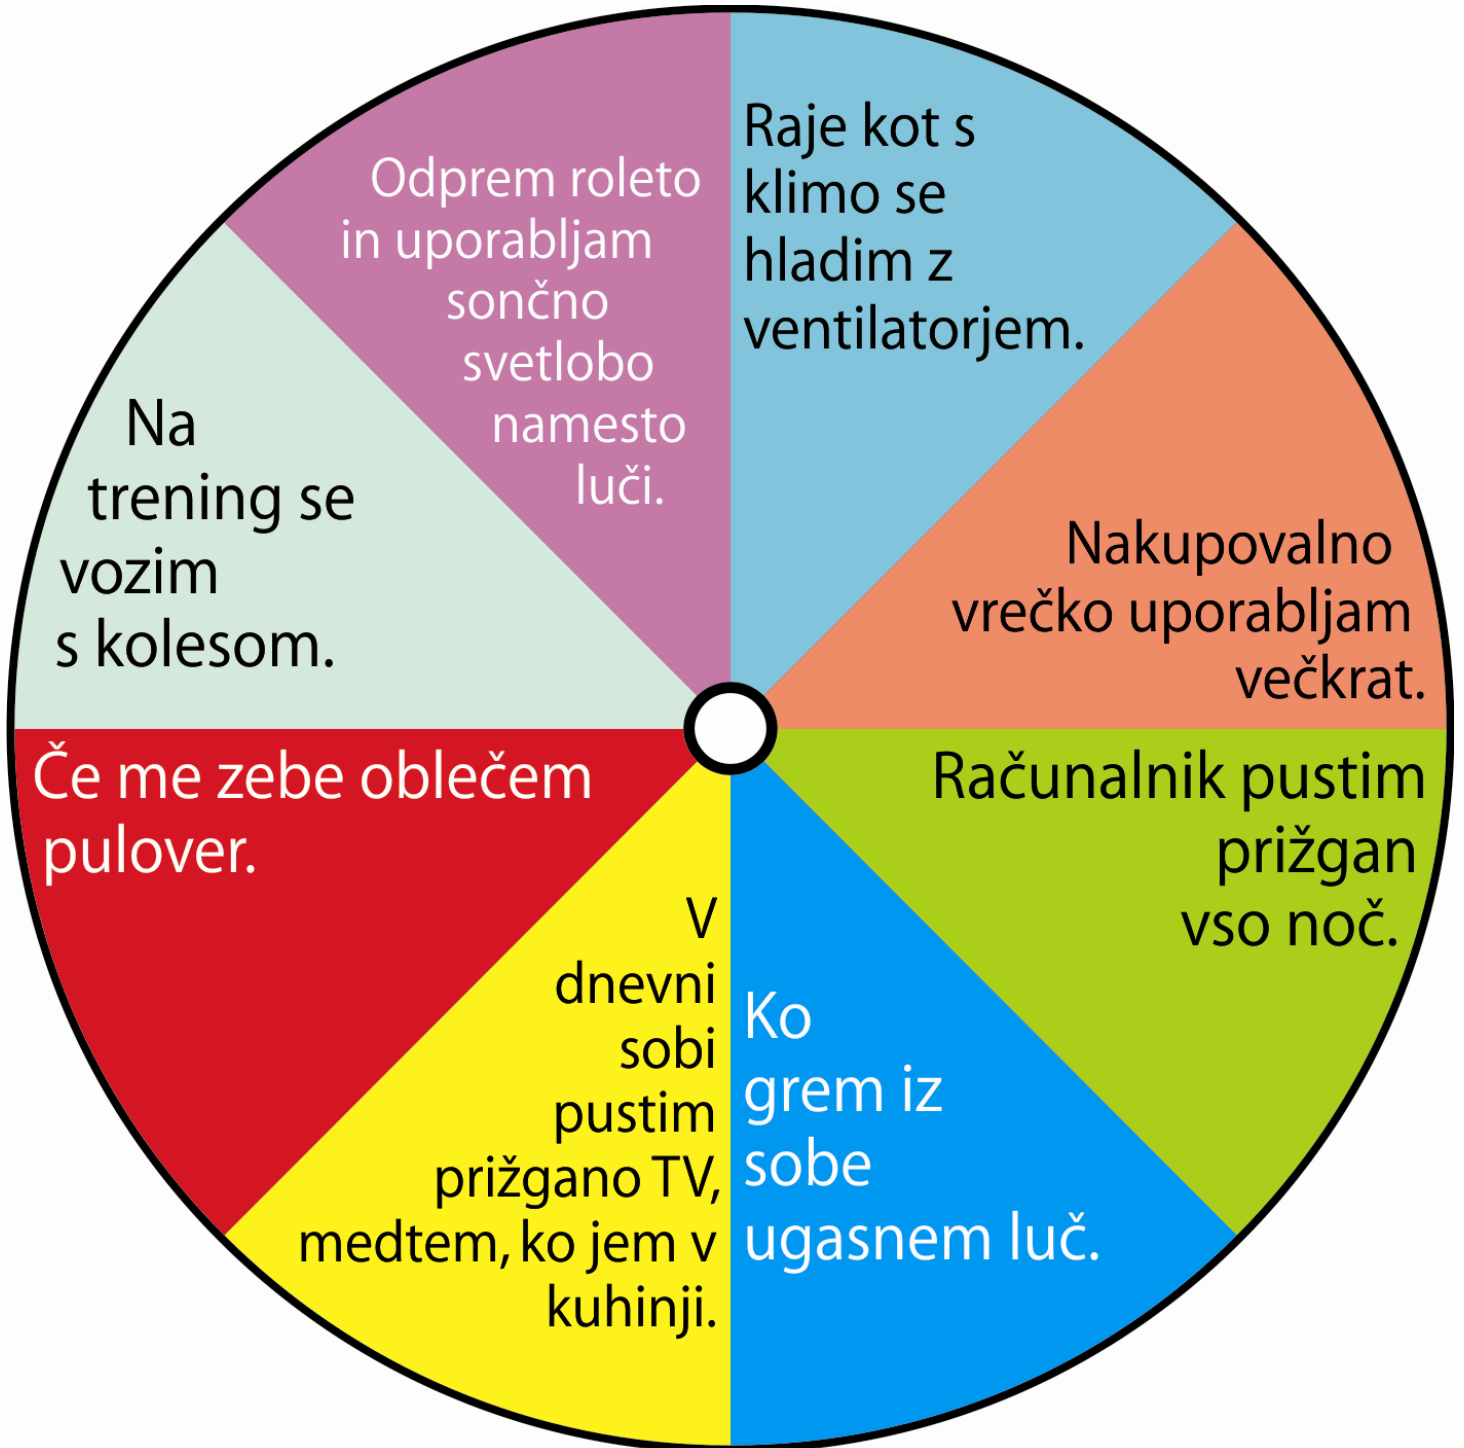 Raje kot s
klimo se
hladim z
ventilatorjem.
Nakupovalno
vrečko uporabljam
večkrat.
Računalnik pustim
prižgan
vso noč.
Ko
grem iz
sobe
ugasnem luč.
V
dnevni
sobi
pustim
prižgano TV,
medtem, ko jem v
kuhinji.
Če me zebe oblečem
pulover.
Na
trening se
vozim
s kolesom.
Odprem roleto
in uporabljam
sončno
svetlobo
namesto
luči.